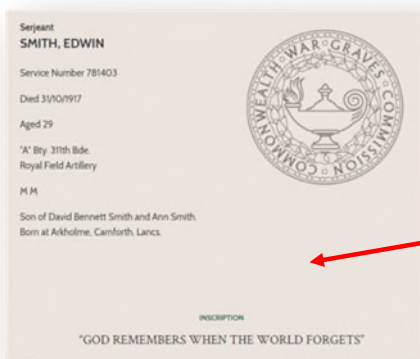 Serjeant
SMITH, EDWIN
Service Number 781403
Died 31/10/1917
Aged 29
"A" Bty. 311th Bde.
Royal Field Artillery
M M
Son of David Bennett Smith and Ann Smith.
Born at Arkholme, Carnforth, Lancs.
COMMONWEALTH · WAR · GRAVES · COMMISSION
INSCRIPTION
"GOD REMEMBERS WHEN THE WORLD FORGETS"